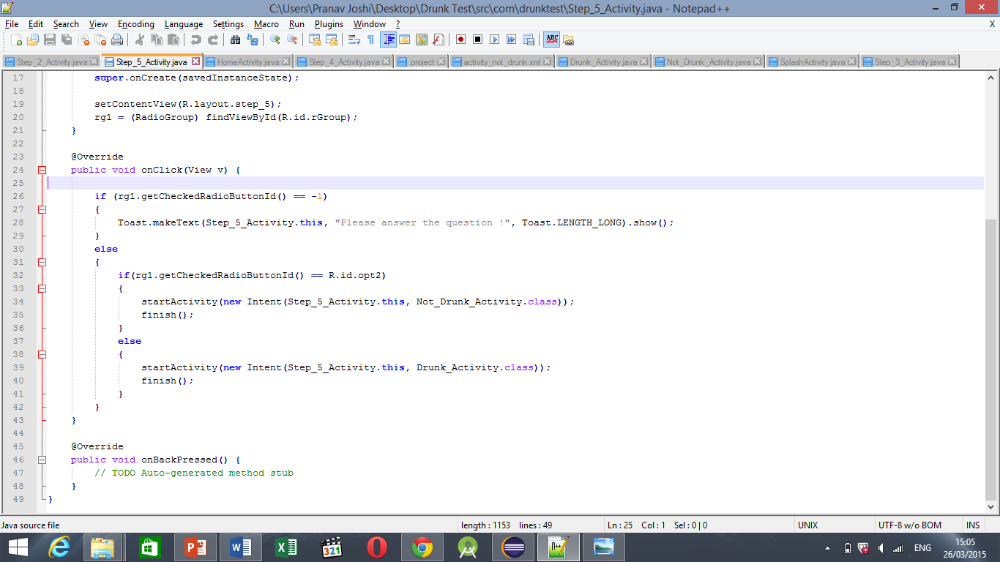 C:\Users\Pranav Joshi\Desktop\Drunk Test\src\com\drunktest\Step_5_Activity.java - Notepad++
File Edit Search View Encoding Language Settings Macro Run Plugins Window ? X
ABC
Step_2_Activity.java Step_5_Activity.java HomeActivity.java Step_4_Activity.java .project activity_not_drunk.xml Drunk_Activity.java Not_Drunk_Activity.java SplashActivity.java Step_3_Activity.java
17 super.onCreate(savedInstanceState);
18
19 setContentView(R.layout.step_5);
20 rg1 = (RadioGroup) findViewById(R.id.rGroup);
21 }
22
23 @Override
24 public void onClick(View v) {
25
26 if (rg1.getCheckedRadioButtonId() == -1)
27 {
28 Toast.makeText(Step_5_Activity.this, "Please answer the question !", Toast.LENGTH_LONG).show();
29 }
30 else
31 {
32 if(rg1.getCheckedRadioButtonId() == R.id.opt2)
33 {
34 startActivity(new Intent(Step_5_Activity.this, Not_Drunk_Activity.class));
35 finish();
36 }
37 else
38 {
39 startActivity(new Intent(Step_5_Activity.this, Drunk_Activity.class));
40 finish();
41 }
42 }
43 }
44
45 @Override
46 public void onBackPressed() {
47 // TODO Auto-generated method stub
48 }
49 }
Java source file length : 1153 lines : 49 Ln : 25 Col : 1 Sel : 0 | 0 UNIX UTF-8 w/o BOM INS
321
ENG 15:05
26/03/2015